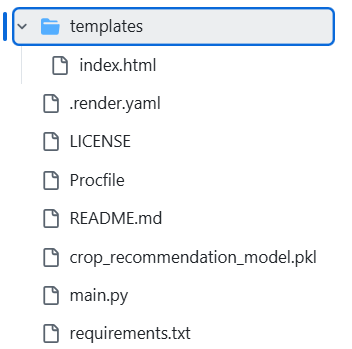 templates
index.html
.render.yaml
LICENSE
Procfile
README.md
crop_recommendation_model.pkl
main.py
requirements.txt